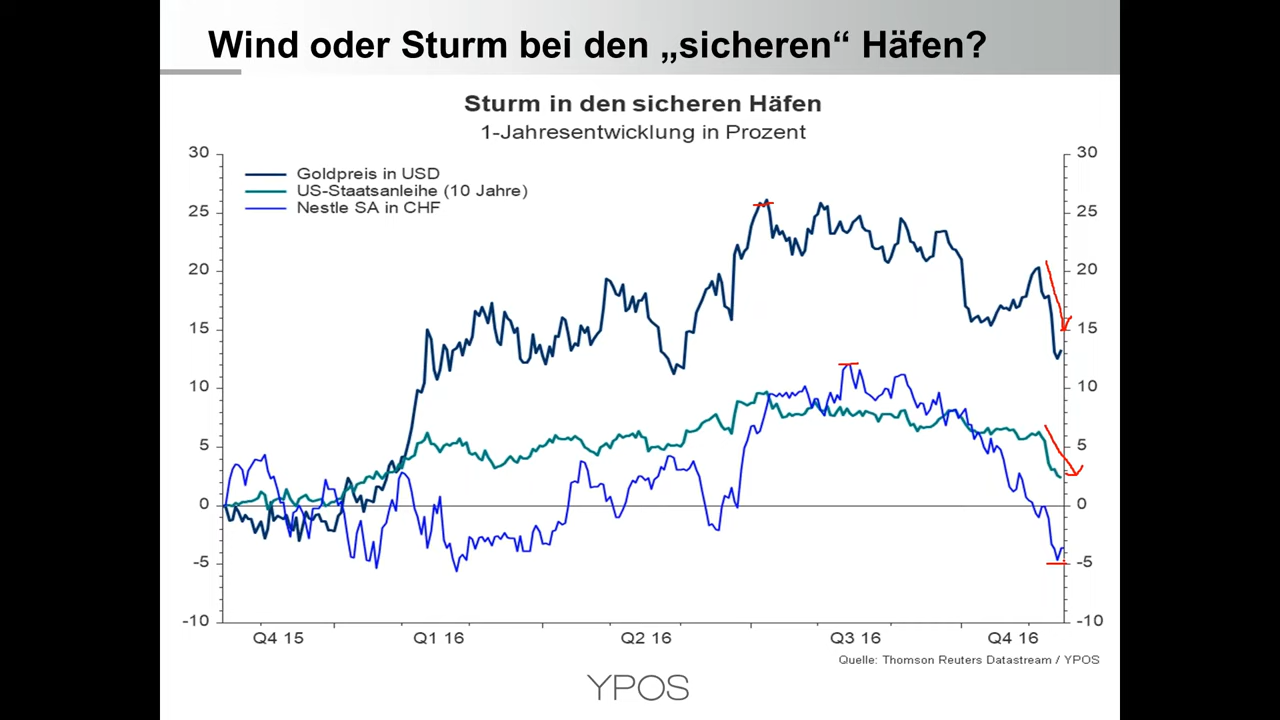 Wind oder Sturm bei den „sicheren“ Häfen?
Sturm in den sicheren Häfen
1-Jahresentwicklung in Prozent
30 30
Goldpreis in USD
US-Staatsanleihe (10 Jahre)
Nestle SA in CHF
25 25
20 20
15 15
10 10
5 5
0 0
-5 -5
-10 -10
Q4 15 Q1 16 Q2 16 Q3 16 Q4 16
Quelle: Thomson Reuters Datastream / YPOS
YPOS